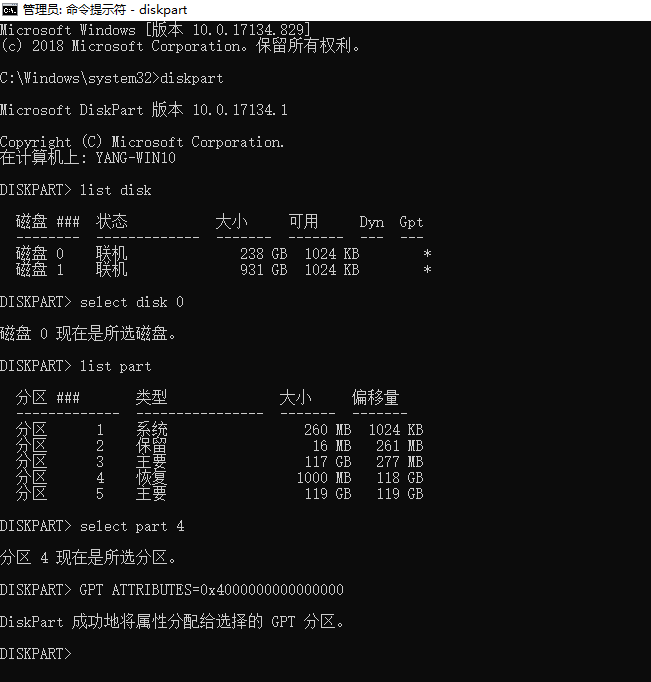 管理员: 命令提示符 - diskpart
Microsoft Windows [版本 10.0.17134.829]
(c) 2018 Microsoft Corporation。保留所有权利。
C:\Windows\system32>diskpart
Microsoft DiskPart 版本 10.0.17134.1
Copyright (C) Microsoft Corporation.
在计算机上: YANG-WIN10
DISKPART> list disk
磁盘 ### 状态 大小 可用 Dyn Gpt
-------- ------------- ------- ------- --- ---
磁盘 0 联机 238 GB 1024 KB *
磁盘 1 联机 931 GB 1024 KB *
DISKPART> select disk 0
磁盘 0 现在是所选磁盘。
DISKPART> list part
分区 ### 类型 大小 偏移量
------------- ---------------- ------- -------
分区 1 系统 260 MB 1024 KB
分区 2 保留 16 MB 261 MB
分区 3 主要 117 GB 277 MB
分区 4 恢复 1000 MB 118 GB
分区 5 主要 119 GB 119 GB
DISKPART> select part 4
分区 4 现在是所选分区。
DISKPART> GPT ATTRIBUTES=0x4000000000000000
DiskPart 成功地将属性分配给选择的 GPT 分区。
DISKPART>